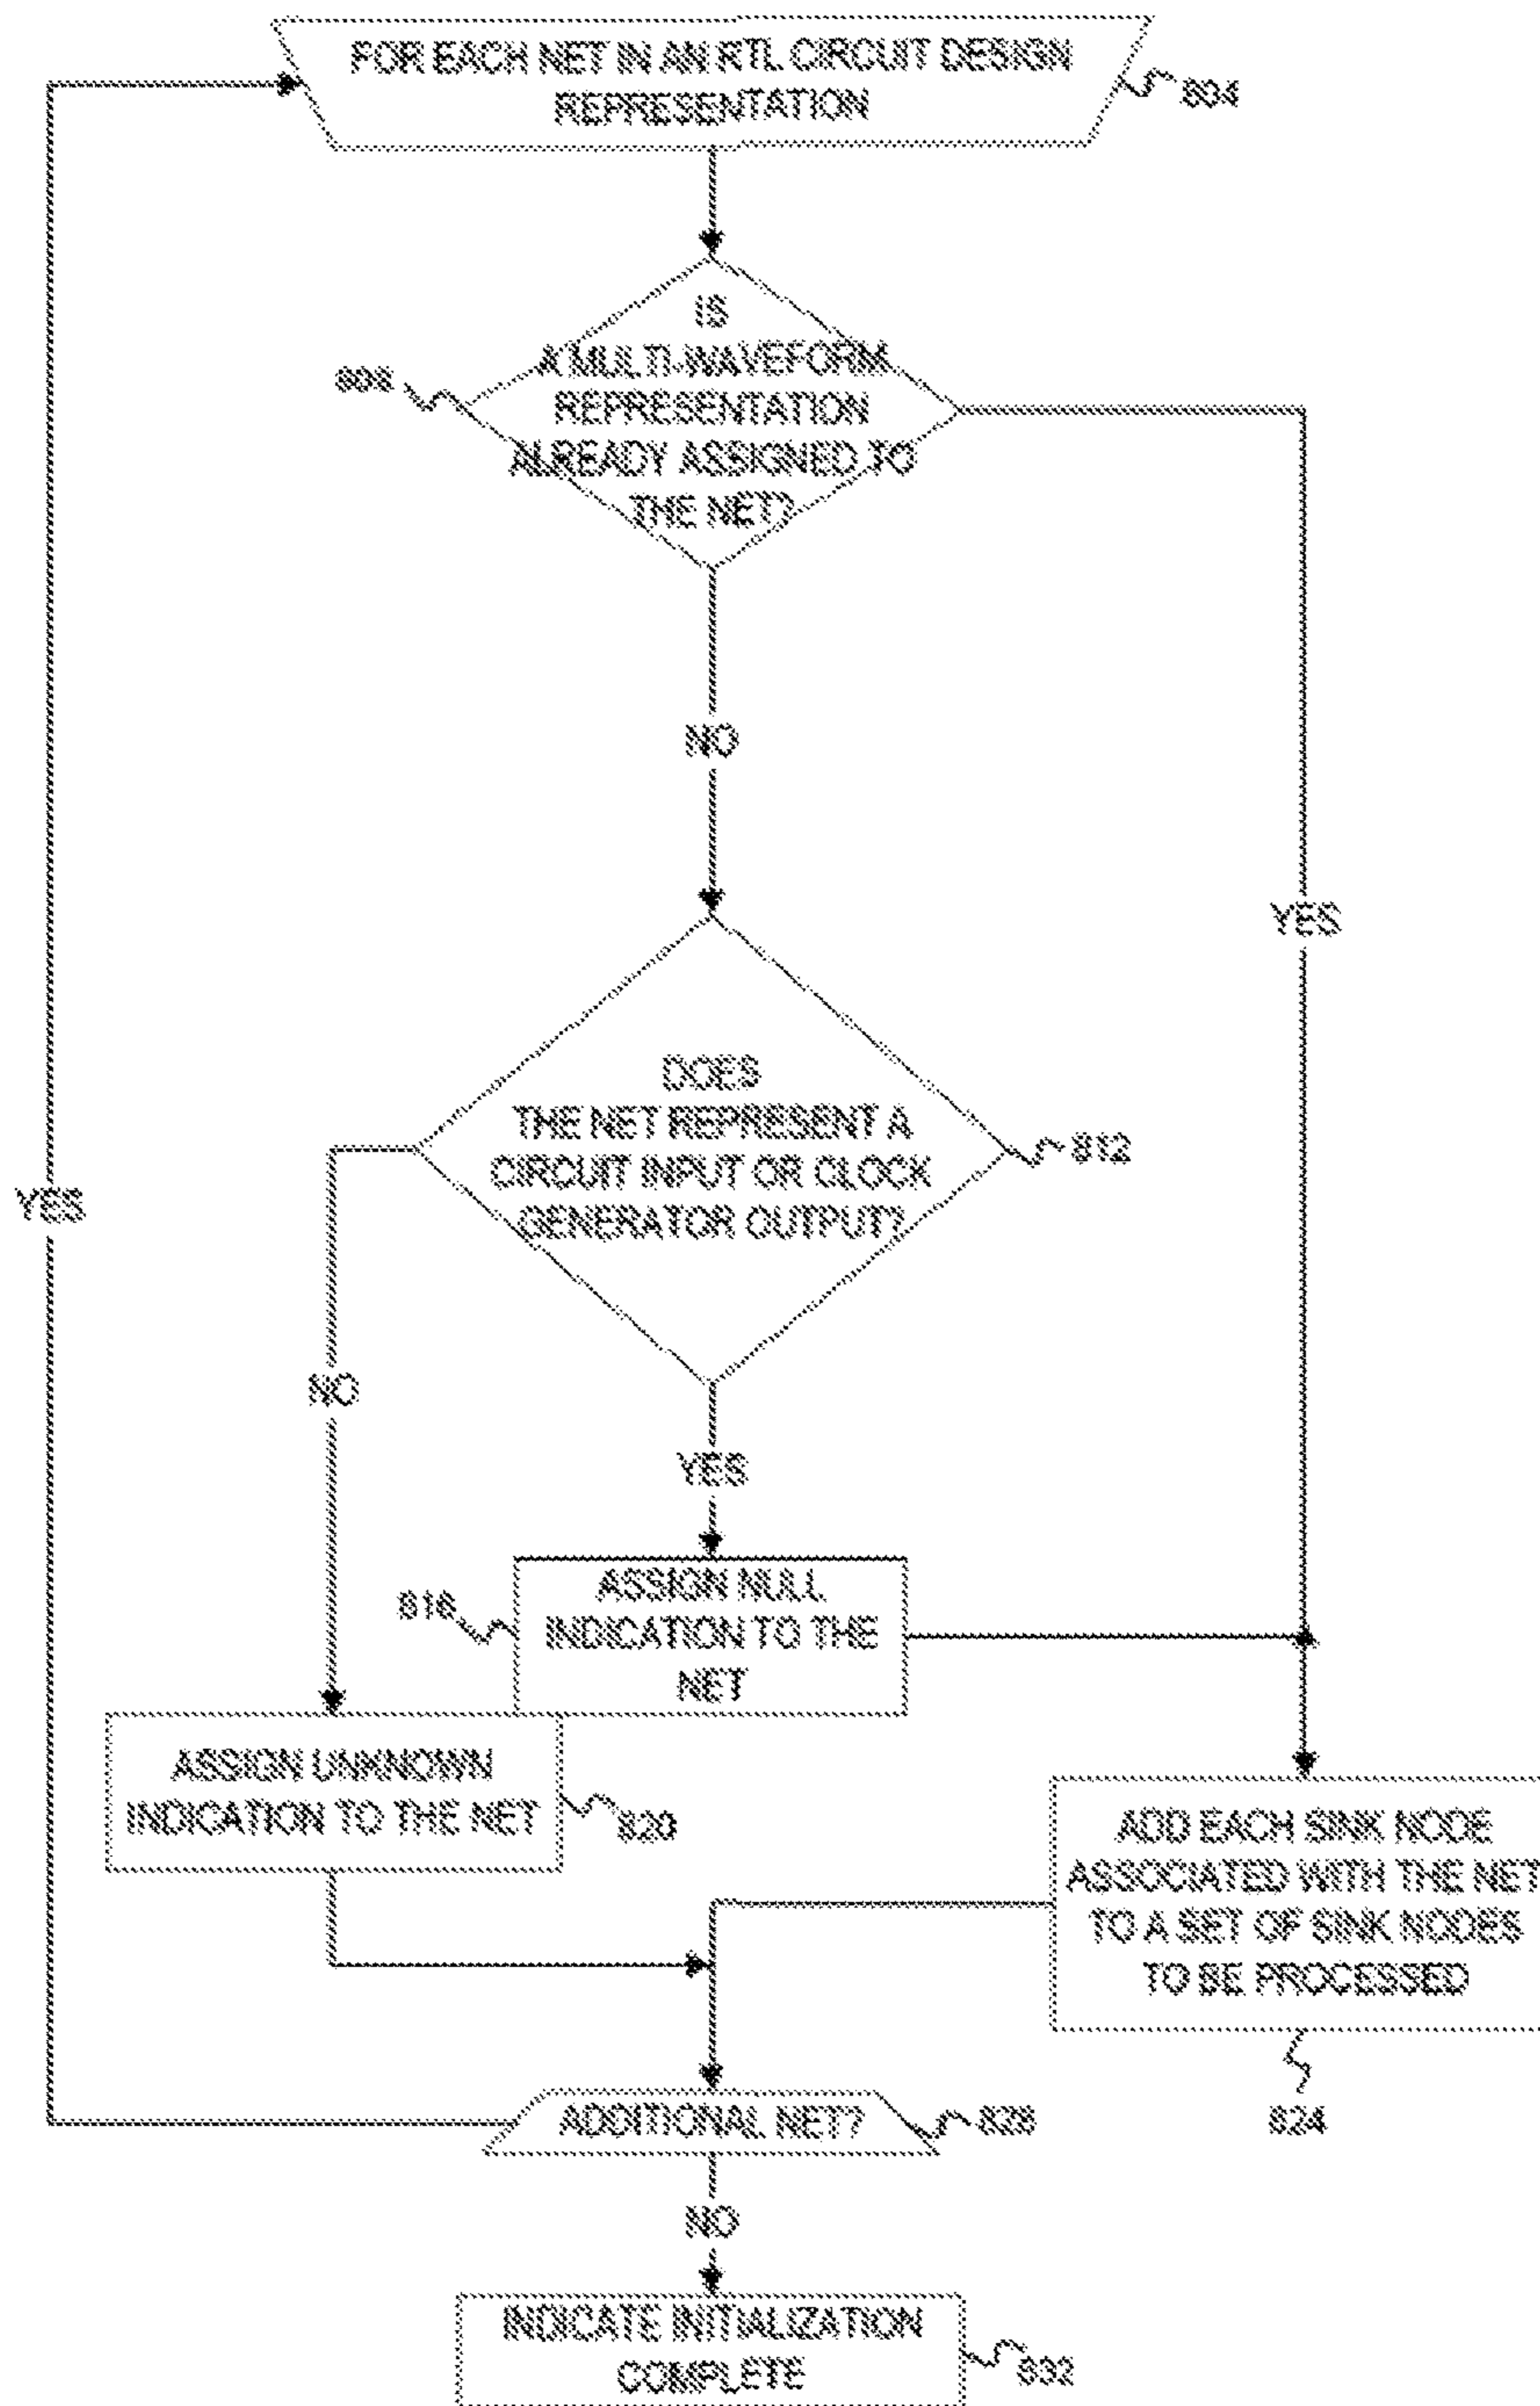 FOR EACH NET IN AN RTL CIRCUIT DESIGN
REPRESENTATION
804
IS
A MULTI-WAVEFORM
REPRESENTATION
ALREADY ASSIGNED TO
THE NET?
808
NO
YES
DOES
THE NET REPRESENT A
CIRCUIT INPUT OR CLOCK
GENERATOR OUTPUT?
812
YES
NO
YES
ASSIGN NULL
INDICATION TO THE
NET
816
ASSIGN UNKNOWN
INDICATION TO THE NET
820
ADD EACH SINK NODE
ASSOCIATED WITH THE NET
TO A SET OF SINK NODES
TO BE PROCESSED
824
ADDITIONAL NET?
828
NO
INDICATE INITIALIZATION
COMPLETE
832